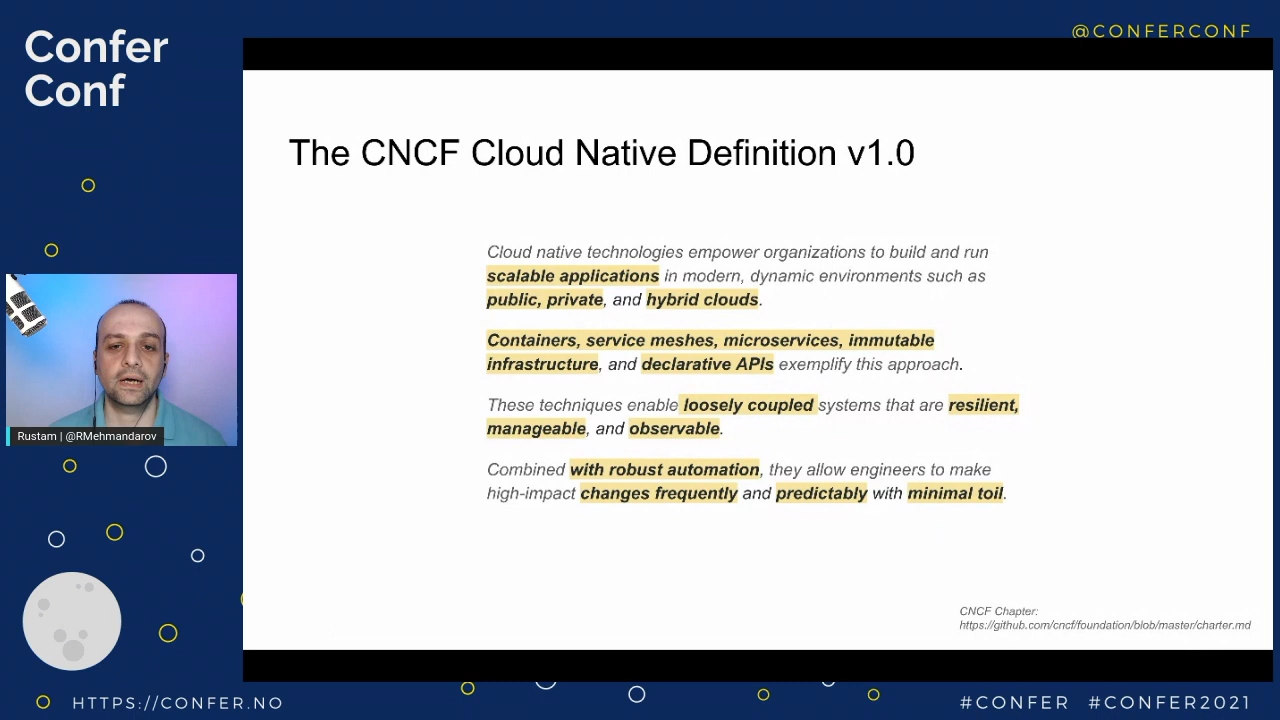 Confer
Conf
@CONFERCONF
The CNCF Cloud Native Definition v1.0
Cloud native technologies empower organizations to build and run
scalable applications in modern, dynamic environments such as
public, private, and hybrid clouds.
Containers, service meshes, microservices, immutable
infrastructure, and declarative APIs exemplify this approach.
These techniques enable loosely coupled systems that are resilient,
manageable, and observable.
Combined with robust automation, they allow engineers to make
high-impact changes frequently and predictably with minimal toil.
Rustam | @RMehmandarov
CNCF Chapter:
https://github.com/cncf/foundation/blob/master/charter.md
HTTPS://CONFER.NO
#CONFER #CONFER2021